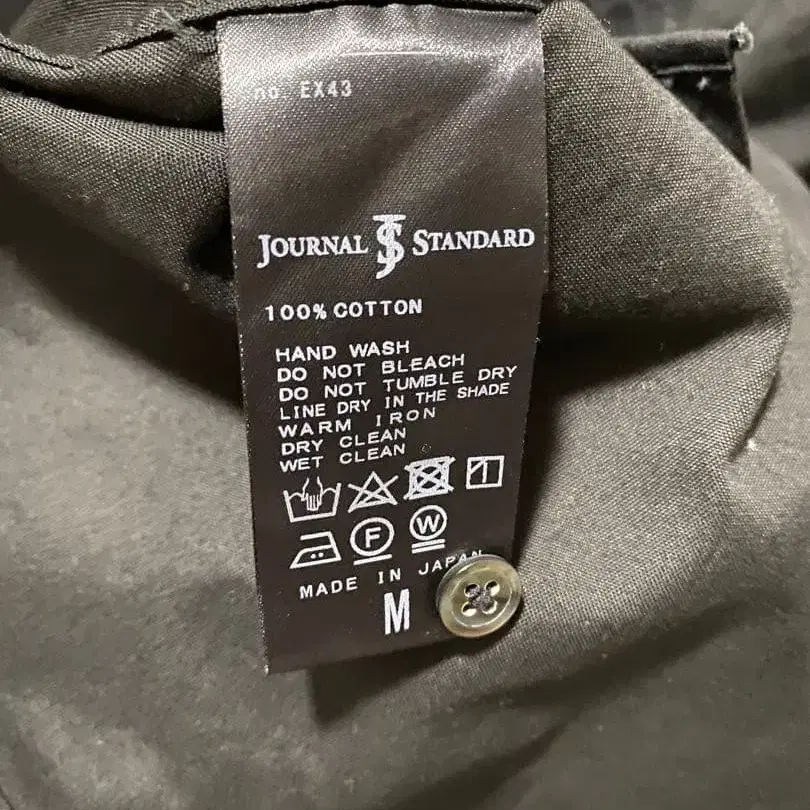 no. EX43
JOURNAL JS STANDARD
100% COTTON
HAND WASH
DO NOT BLEACH
DO NOT TUMBLE DRY
LINE DRY IN THE SHADE
WARM IRON
DRY CLEAN
WET CLEAN
F W
MADE IN JAPAN
M